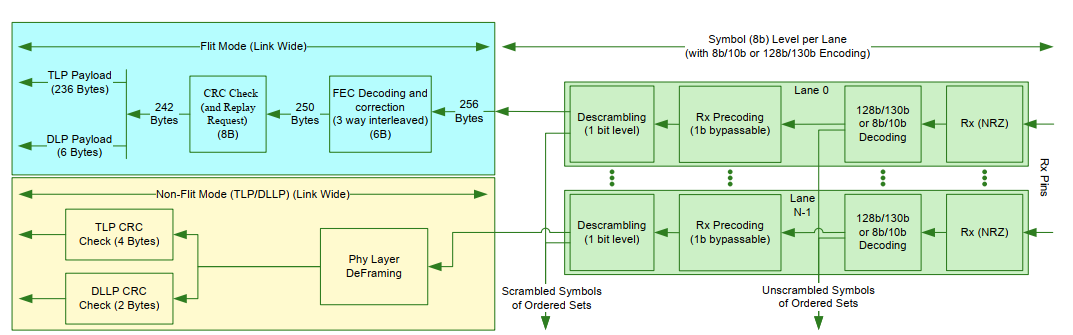 Flit Mode (Link Wide)
Symbol (8b) Level per Lane
(with 8b/10b or 128b/130b Encoding)
TLP Payload
(236 Bytes)
DLP Payload
(6 Bytes)
242
Bytes
CRC Check
(and Replay
Request)
(8B)
250
Bytes
FEC Decoding and
correction
(3 way interleaved)
(6B)
256
Bytes
Lane 0
Descrambling
(1 bit level)
Rx Precoding
(1b bypassable)
128b/130b
or 8b/10b
Decoding
Rx (NRZ)
Rx Pins
Non-Flit Mode (TLP/DLLP) (Link Wide)
TLP CRC
Check (4 Bytes)
DLLP CRC
Check (2 Bytes)
Phy Layer
DeFraming
Lane
N-1
Descrambling
(1 bit level)
Rx Precoding
(1b bypassable)
128b/130b
or 8b/10b
Decoding
Rx (NRZ)
Scrambled Symbols
of Ordered Sets
Unscrambled Symbols
of Ordered Sets